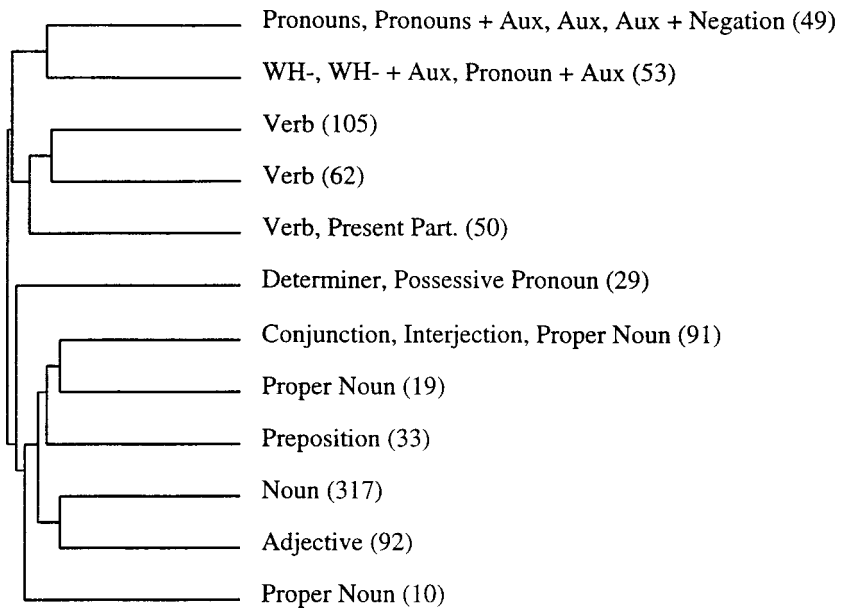 Pronouns, Pronouns + Aux, Aux, Aux + Negation (49)
WH-, WH- + Aux, Pronoun + Aux (53)
Verb (105)
Verb (62)
Verb, Present Part. (50)
Determiner, Possessive Pronoun (29)
Conjunction, Interjection, Proper Noun (91)
Proper Noun (19)
Preposition (33)
Noun (317)
Adjective (92)
Proper Noun (10)